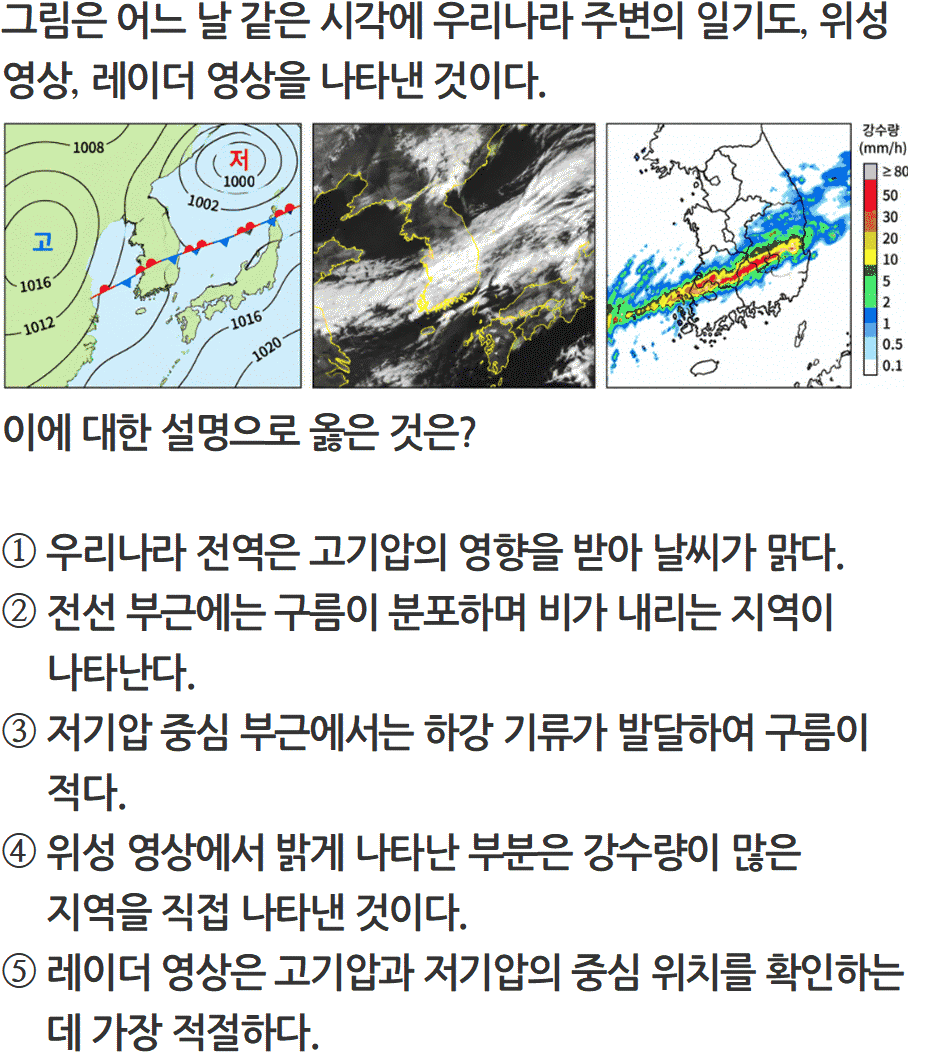 그림은 어느 날 같은 시각에 우리나라 주변의 일기도, 위성
영상, 레이더 영상을 나타낸 것이다.
1008
저
1000
1002
고
1016
1012
1016
1020
강수량
(mm/h)
≥ 80
50
30
20
10
5
2
1
0.5
0.1
이에 대한 설명으로 옳은 것은?
① 우리나라 전역은 고기압의 영향을 받아 날씨가 맑다.
② 전선 부근에는 구름이 분포하며 비가 내리는 지역이
나타난다.
③ 저기압 중심 부근에서는 하강 기류가 발달하여 구름이
적다.
④ 위성 영상에서 밝게 나타난 부분은 강수량이 많은
지역을 직접 나타낸 것이다.
⑤ 레이더 영상은 고기압과 저기압의 중심 위치를 확인하는
데 가장 적절하다.